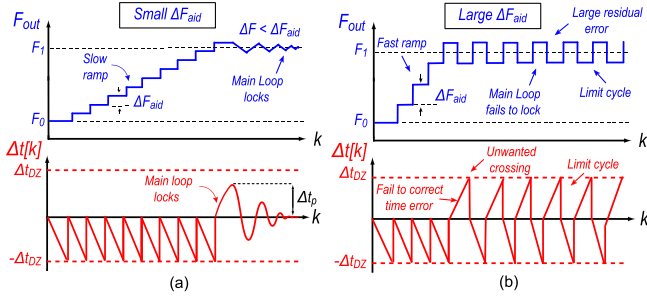 Small ΔFaid
Fout
F1
ΔF < ΔFaid
Slow
ramp
Main Loop
locks
ΔFaid
F0
k
Δt[k]
ΔtDZ
Main loop
locks
Δtp
k
-ΔtDZ
(a)
Large ΔFaid
Fout
F1
Fast ramp
Large residual
error
ΔFaid
Main Loop
fails to lock
Limit cycle
F0
k
Δt[k]
ΔtDZ
Unwanted
crossing
Limit cycle
Fail to correct
time error
k
-ΔtDZ
(b)